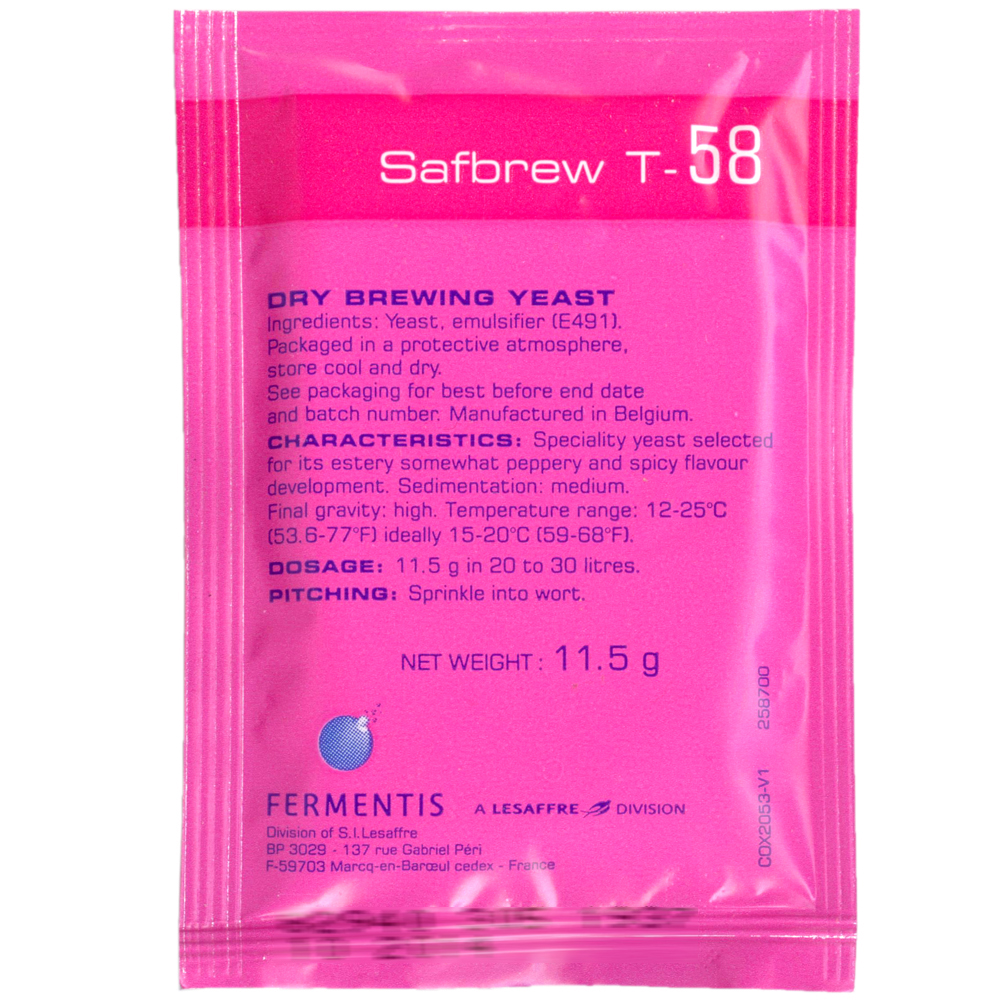 Safbrew T-58
DRY BREWING YEAST
Ingredients: Yeast, emulsifier (E491).
Packaged in a protective atmosphere,
store cool and dry.
See packaging for best before end date
and batch number. Manufactured in Belgium.
CHARACTERISTICS: Speciality yeast selected
for its estery somewhat peppery and spicy flavour
development. Sedimentation: medium.
Final gravity: high. Temperature range: 12-25°C
(53.6-77°F) ideally 15-20°C (59-68°F).
DOSAGE: 11.5 g in 20 to 30 litres.
PITCHING: Sprinkle into wort.
NET WEIGHT : 11.5 g
COX2053-V1 258700
FERMENTIS
A LESAFFRE DIVISION
Division of S.I.Lesaffre
BP 3029 - 137 rue Gabriel Péri
F-59703 Marcq-en-Barœul cedex - France